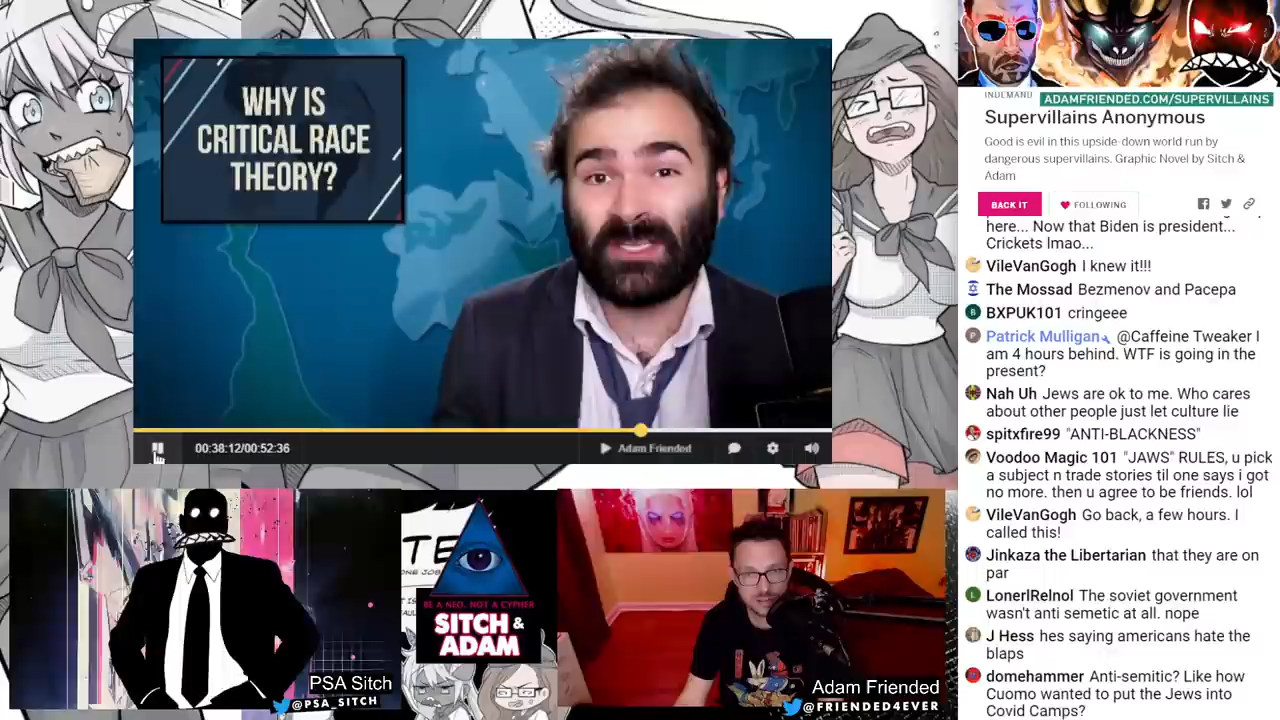 WHY IS
CRITICAL RACE
THEORY?
00:38:12/00:52:36
Adam Friended
PSA Sitch
@PSA_SITCH
TE
ONE JOB
BE A NEO, NOT A CYPHER
SITCH &
ADAM
Adam Friended
@FRIENDED4EVER
INDEMAND
ADAMFRIENDED.COM/SUPERVILLAINS
Supervillains Anonymous
Good is evil in this upside-down world run by
dangerous supervillains. Graphic Novel by Sitch &
Adam
BACK IT
FOLLOWING
here... Now that Biden is president...
Crickets lmao...
VileVanGogh I knew it!!!
The Mossad Bezmenov and Pacepa
BXPUK101 cringeee
Patrick Mulligan @Caffeine Tweaker I
am 4 hours behind. WTF is going in the
present?
Nah Uh Jews are ok to me. Who cares
about other people just let culture lie
spitxfire99 "ANTI-BLACKNESS"
Voodoo Magic 101 "JAWS" RULES, u pick
a subject n trade stories til one says i got
no more. then u agree to be friends. lol
VileVanGogh Go back, a few hours. I
called this!
Jinkaza the Libertarian that they are on
par
LonerlRelnol The soviet government
wasn't anti semetic at all. nope
J Hess hes saying americans hate the
blaps
domehammer Anti-semitic? Like how
Cuomo wanted to put the Jews into
Covid Camps?